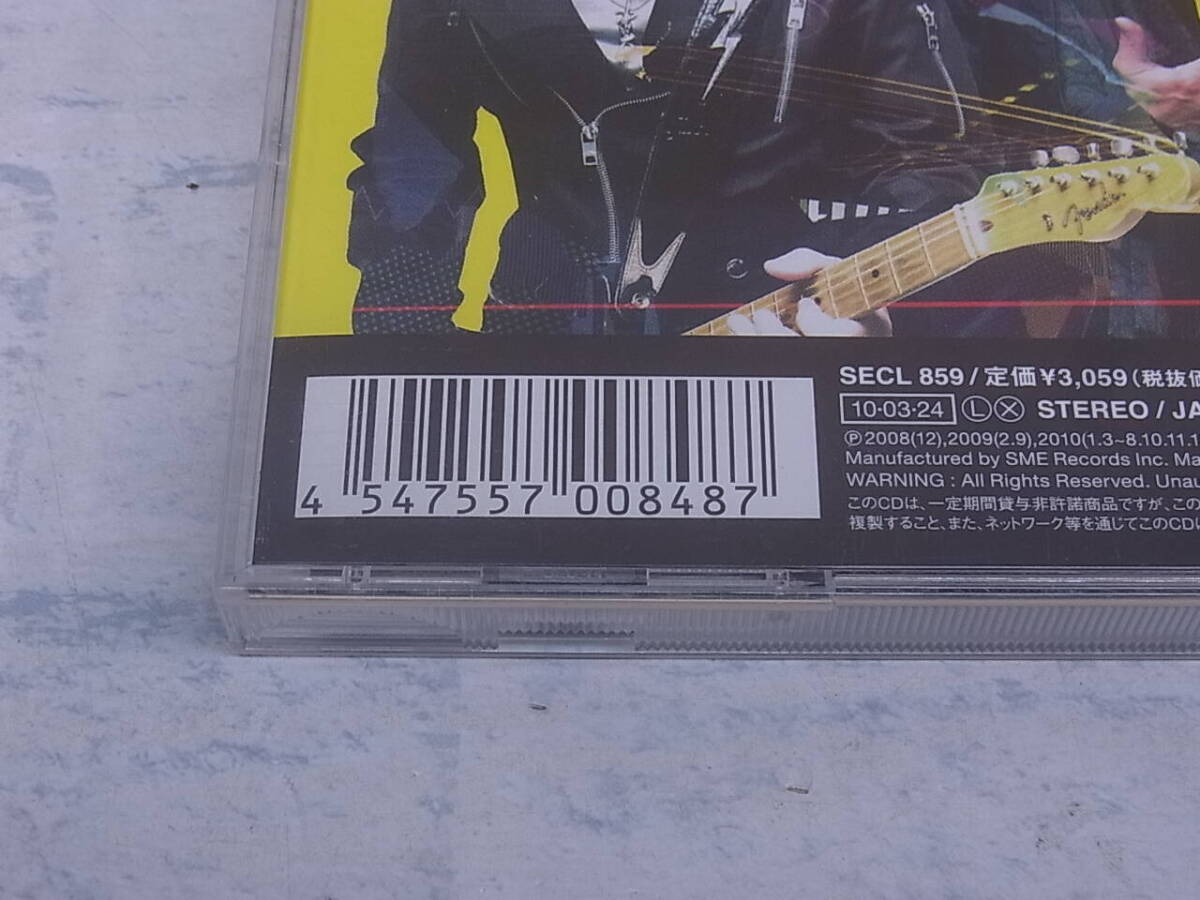 Fender
SECL 859 / 定価¥3,059(税抜価
10·03·24 Ⓛ Ⓧ STEREO / JA
Ⓟ2008(12),2009(2.9),2010(1.3~8.10.11.1
Manufactured by SME Records Inc. Ma
WARNING : All Rights Reserved. Unau
このCDは、一定期間貸与非許諾商品ですが、この
複製すること、また、ネットワーク等を通じてこのCDに
4 547557 008487